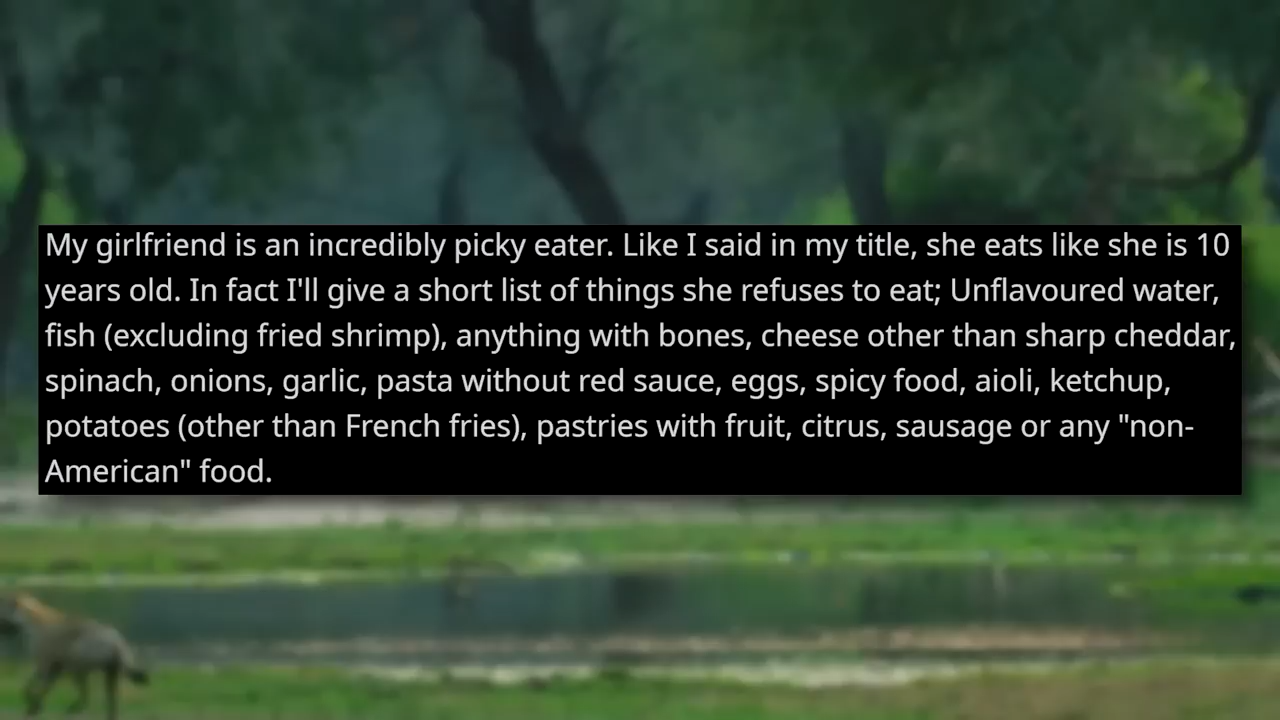 My girlfriend is an incredibly picky eater. Like I said in my title, she eats like she is 10
years old. In fact I'll give a short list of things she refuses to eat; Unflavoured water,
fish (excluding fried shrimp), anything with bones, cheese other than sharp cheddar,
spinach, onions, garlic, pasta without red sauce, eggs, spicy food, aioli, ketchup,
potatoes (other than French fries), pastries with fruit, citrus, sausage or any "non-
American" food.